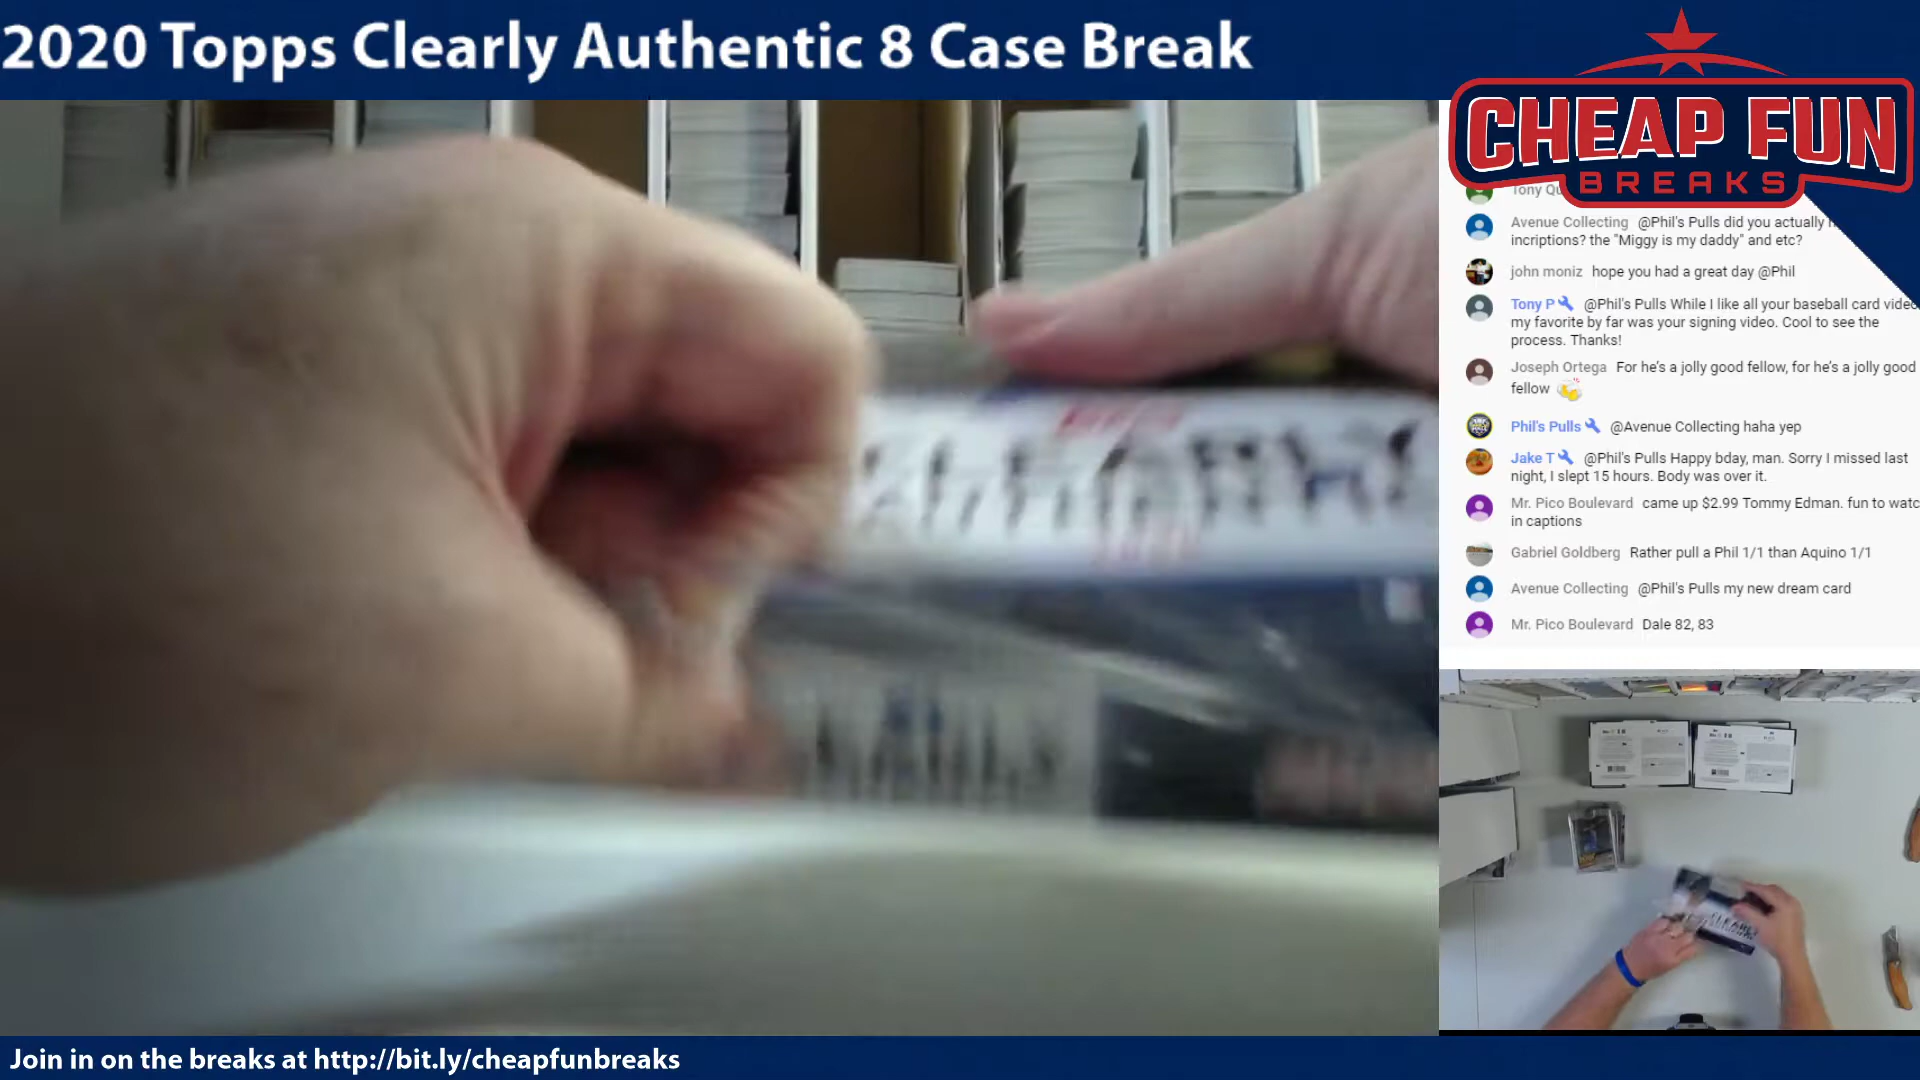 2020 Topps Clearly Authentic 8 Case Break
CHEAP FUN
BREAKS
Tony
Avenue Collecting @Phil's Pulls did you actually
incriptions? the "Miggy is my daddy" and etc?
john moniz hope you had a great day @Phil
Tony P @Phil's Pulls While I like all your baseball card
my favorite by far was your signing video. Cool to see the
process. Thanks!
Joseph Ortega For he's a jolly good fellow, for he's a jolly good
fellow
Phil's Pulls @Avenue Collecting haha yep
Jake T @Phil's Pulls Happy bday, man. Sorry I missed last
night, I slept 15 hours. Body was over it.
Mr. Pico Boulevard came up $2.99 Tommy Edman. fun to
in captions
Gabriel Goldberg Rather pull a Phil 1/1 than Aquino 1/1
Avenue Collecting @Phil's Pulls my new dream card
Mr. Pico Boulevard Dale 82, 83
Join in on the breaks at http://bit.ly/cheapfunbreaks